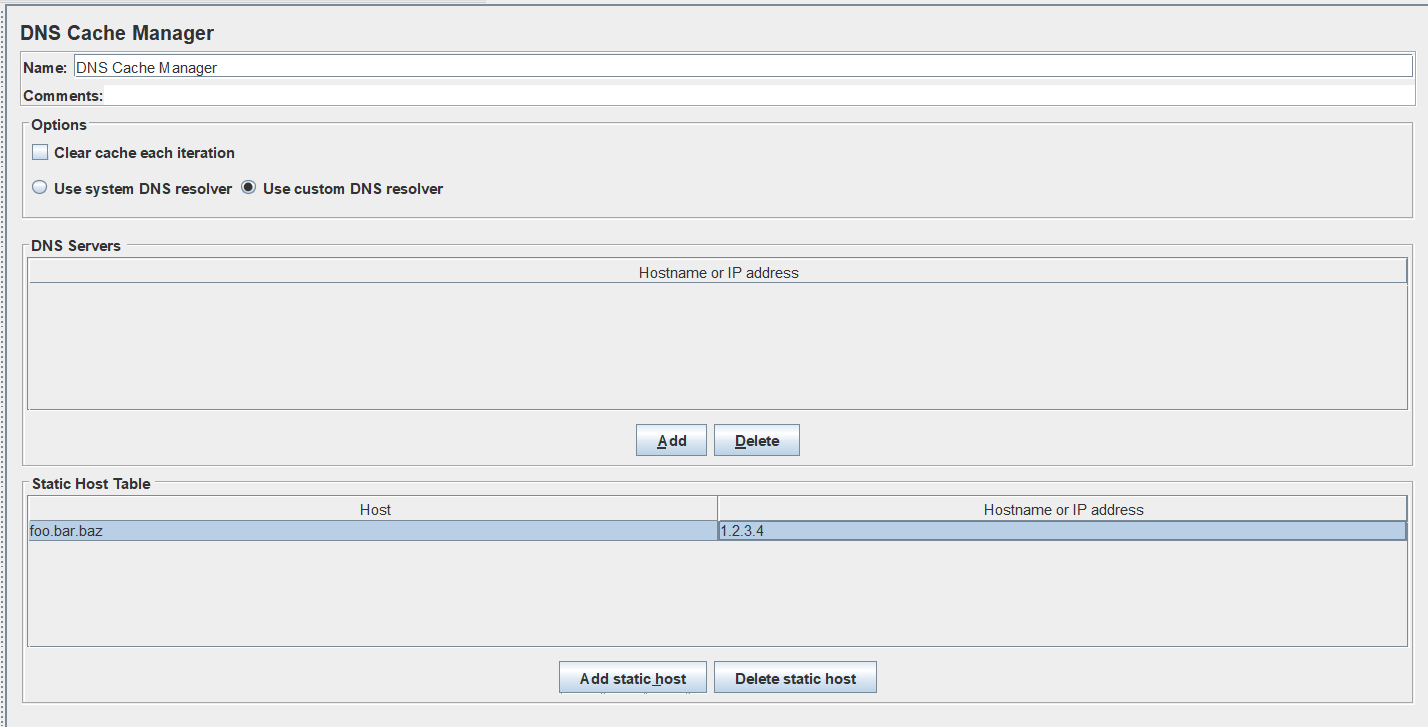 DNS Cache Manager
Name: DNS Cache Manager
Comments:
Options
Clear cache each iteration
Use system DNS resolver Use custom DNS resolver
DNS Servers
Hostname or IP address
Add Delete
Static Host Table
Host Hostname or IP address
foo.bar.baz 1.2.3.4
Add static host Delete static host